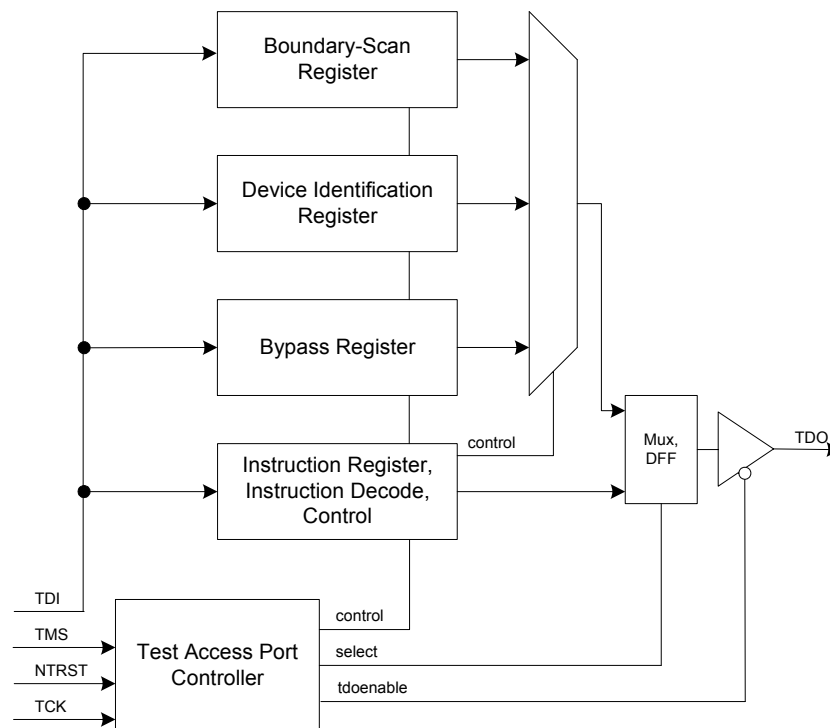 Boundary-Scan
Register
Device Identification
Register
Bypass Register
control
Instruction Register,
Instruction Decode,
Control
Mux,
DFF
TDO
TDI
TMS
NTRST
TCK
Test Access Port
Controller
control
select
tdoenable